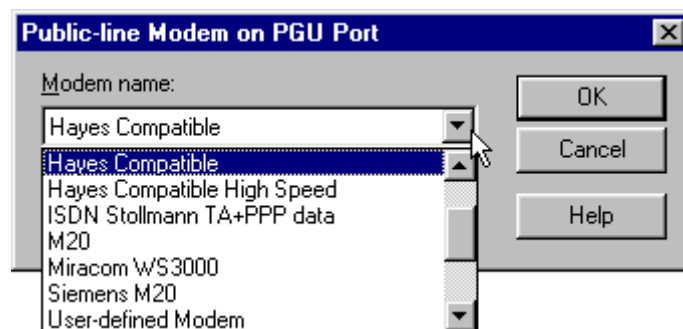 Public-line Modem on PGU Port
Modem name:
Hayes Compatible
OK
Cancel
Help
Hayes Compatible
Hayes Compatible High Speed
ISDN Stollmann TA+PPP data
M20
Miracom WS3000
Siemens M20
User-defined Modem